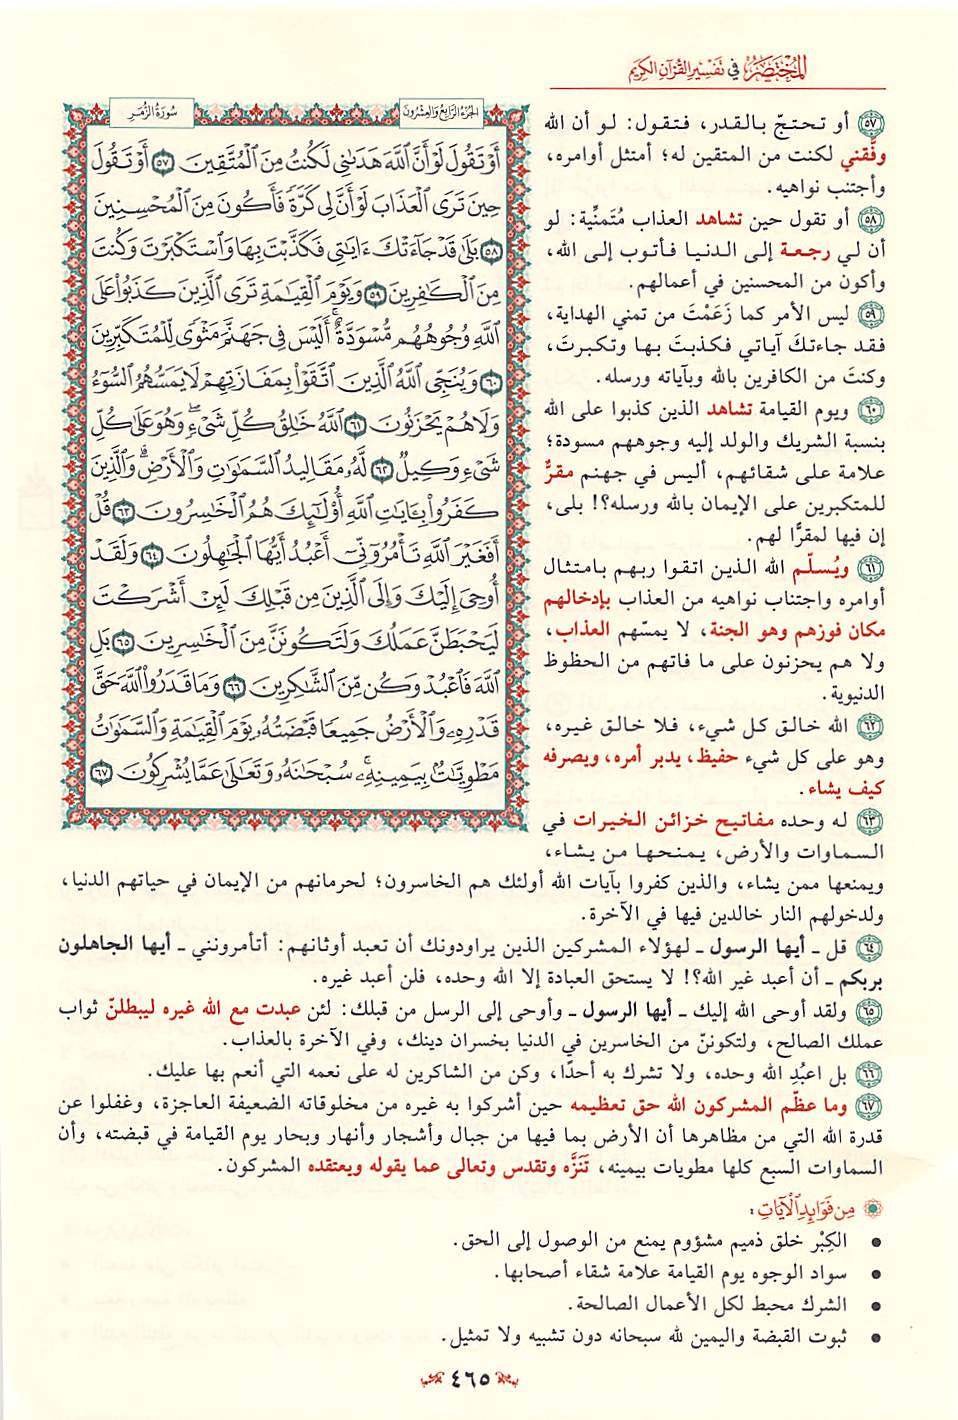 المختصر في تفسير القرآن الكريم
الجزء الرابع والعشرون
سورة الزمر
أَوْ تَقُولَ لَوْ أَنَّ ٱللَّهَ هَدَىٰنِي لَكُنتُ مِنَ ٱلْمُتَّقِينَ ٥٧ أَوْ تَقُولَ
حِينَ تَرَى ٱلْعَذَابَ لَوْ أَنَّ لِي كَرَّةً فَأَكُونَ مِنَ ٱلْمُحْسِنِينَ
٥٨ بَلَىٰ قَدْ جَآءَتْكَ ءَايَٰتِي فَكَذَّبْتَ بِهَا وَٱسْتَكْبَرْتَ وَكُنتَ
مِنَ ٱلْكَٰفِرِينَ ٥٩ وَيَوْمَ ٱلْقِيَٰمَةِ تَرَى ٱلَّذِينَ كَذَبُوا۟ عَلَى
ٱللَّهِ وُجُوهُهُم مُّسْوَدَّةٌ ۚ أَلَيْسَ فِي جَهَنَّمَ مَثْوًى لِّلْمُتَكَبِّرِينَ
٦٠ وَيُنَجِّي ٱللَّهُ ٱلَّذِينَ ٱتَّقَوْا۟ بِمَفَازَتِهِمْ لَا يَمَسُّهُمُ ٱلسُّوٓءُ
وَلَا هُمْ يَحْزَنُونَ ٦١ ٱللَّهُ خَٰلِقُ كُلِّ شَيْءٍ ۖ وَهُوَ عَلَىٰ كُلِّ
شَيْءٍ وَكِيلٌ ٦٢ لَّهُۥ مَقَالِيدُ ٱلسَّمَٰوَٰتِ وَٱلْأَرْضِ ۗ وَٱلَّذِينَ
كَفَرُوا۟ بِـَٔايَٰتِ ٱللَّهِ أُو۟لَٰٓئِكَ هُمُ ٱلْخَٰسِرُونَ ٦٣ قُلْ
أَفَغَيْرَ ٱللَّهِ تَأْمُرُوٓنِّيٓ أَعْبُدُ أَيُّهَا ٱلْجَٰهِلُونَ ٦٤ وَلَقَدْ
أُوحِيَ إِلَيْكَ وَإِلَى ٱلَّذِينَ مِن قَبْلِكَ لَئِنْ أَشْرَكْتَ
لَيَحْبَطَنَّ عَمَلُكَ وَلَتَكُونَنَّ مِنَ ٱلْخَٰسِرِينَ ٦٥ بَلِ
ٱللَّهَ فَٱعْبُدْ وَكُن مِّنَ ٱلشَّٰكِرِينَ ٦٦ وَمَا قَدَرُوا۟ ٱللَّهَ حَقَّ
قَدْرِهِۦ وَٱلْأَرْضُ جَمِيعًا قَبْضَتُهُۥ يَوْمَ ٱلْقِيَٰمَةِ وَٱلسَّمَٰوَٰتُ
مَطْوِيَّٰتٌۢ بِيَمِينِهِۦ ۚ سُبْحَٰنَهُۥ وَتَعَٰلَىٰ عَمَّا يُشْرِكُونَ ٦٧
٥٧ أو تحتجّ بالقدر، فتقول: لو أن الله
وفَّقني لكنت من المتقين له؛ أمتثل أوامره،
وأجتنب نواهيه.
٥٨ أو تقول حين تشاهد العذاب مُتَمنِّية: لو
أن لي رجعة إلى الدنيا فأتوب إلى الله،
وأكون من المحسنين في أعمالهم.
٥٩ ليس الأمر كما زَعَمْتَ من تمني الهداية،
فقد جاءتكَ آياتي فكذبتَ بها وتكبرتَ،
وكنتَ من الكافرين بالله وبآياته ورسله.
٦٠ ويوم القيامة تشاهد الذين كذبوا على الله
بنسبة الشريك والولد إليه وجوههم مسودة؛
علامة على شقائهم، أليس في جهنم مقرٌّ
للمتكبرين على الإيمان بالله ورسله؟! بلى،
إن فيها لمقرًّا لهم.
٦١ ويُسلّم الله الذين اتقوا ربهم بامتثال
أوامره واجتناب نواهيه من العذاب بإدخالهم
مكان فوزهم وهو الجنة، لا يمسّهم العذاب،
ولا هم يحزنون على ما فاتهم من الحظوظ
الدنيوية.
٦٢ الله خالق كل شيء، فلا خالق غيره،
وهو على كل شيء حفيظ، يدبر أمره، ويصرفه
كيف يشاء.
٦٣ له وحده مفاتيح خزائن الخيرات في
السماوات والأرض، يمنحها من يشاء،
ويمنعها ممن يشاء، والذين كفروا بآيات الله أولئك هم الخاسرون؛ لحرمانهم من الإيمان في حياتهم الدنيا،
ولدخولهم النار خالدين فيها في الآخرة.
٦٤ قل ـ أيها الرسول ـ لهؤلاء المشركين الذين يراودونك أن تعبد أوثانهم: أتأمرونني ـ أيها الجاهلون
بربكم ـ أن أعبد غير الله؟! لا يستحق العبادة إلا الله وحده، فلن أعبد غيره.
٦٥ ولقد أوحى الله إليك ـ أيها الرسول ـ وأوحى إلى الرسل من قبلك: لئن عبدت مع الله غيره ليبطلنّ ثواب
عملك الصالح، ولتكوننّ من الخاسرين في الدنيا بخسران دينك، وفي الآخرة بالعذاب.
٦٦ بل اعبُدِ الله وحده، ولا تشرك به أحدًا، وكن من الشاكرين له على نعمه التي أنعم بها عليك.
٦٧ وما عظّم المشركون الله حق تعظيمه حين أشركوا به غيره من مخلوقاته الضعيفة العاجزة، وغفلوا عن
قدرة الله التي من مظاهرها أن الأرض بما فيها من جبال وأشجار وأنهار وبحار يوم القيامة في قبضته، وأن
السماوات السبع كلها مطويات بيمينه، تَنَزَّه وتقدس وتعالى عما يقوله ويعتقده المشركون.
مِن فَوَائِدِ الْآيَاتِ:
• الكِبْر خلق ذميم مشؤوم يمنع من الوصول إلى الحق.
• سواد الوجوه يوم القيامة علامة شقاء أصحابها.
• الشرك محبط لكل الأعمال الصالحة.
• ثبوت القبضة واليمين لله سبحانه دون تشبيه ولا تمثيل.
٤٦٥